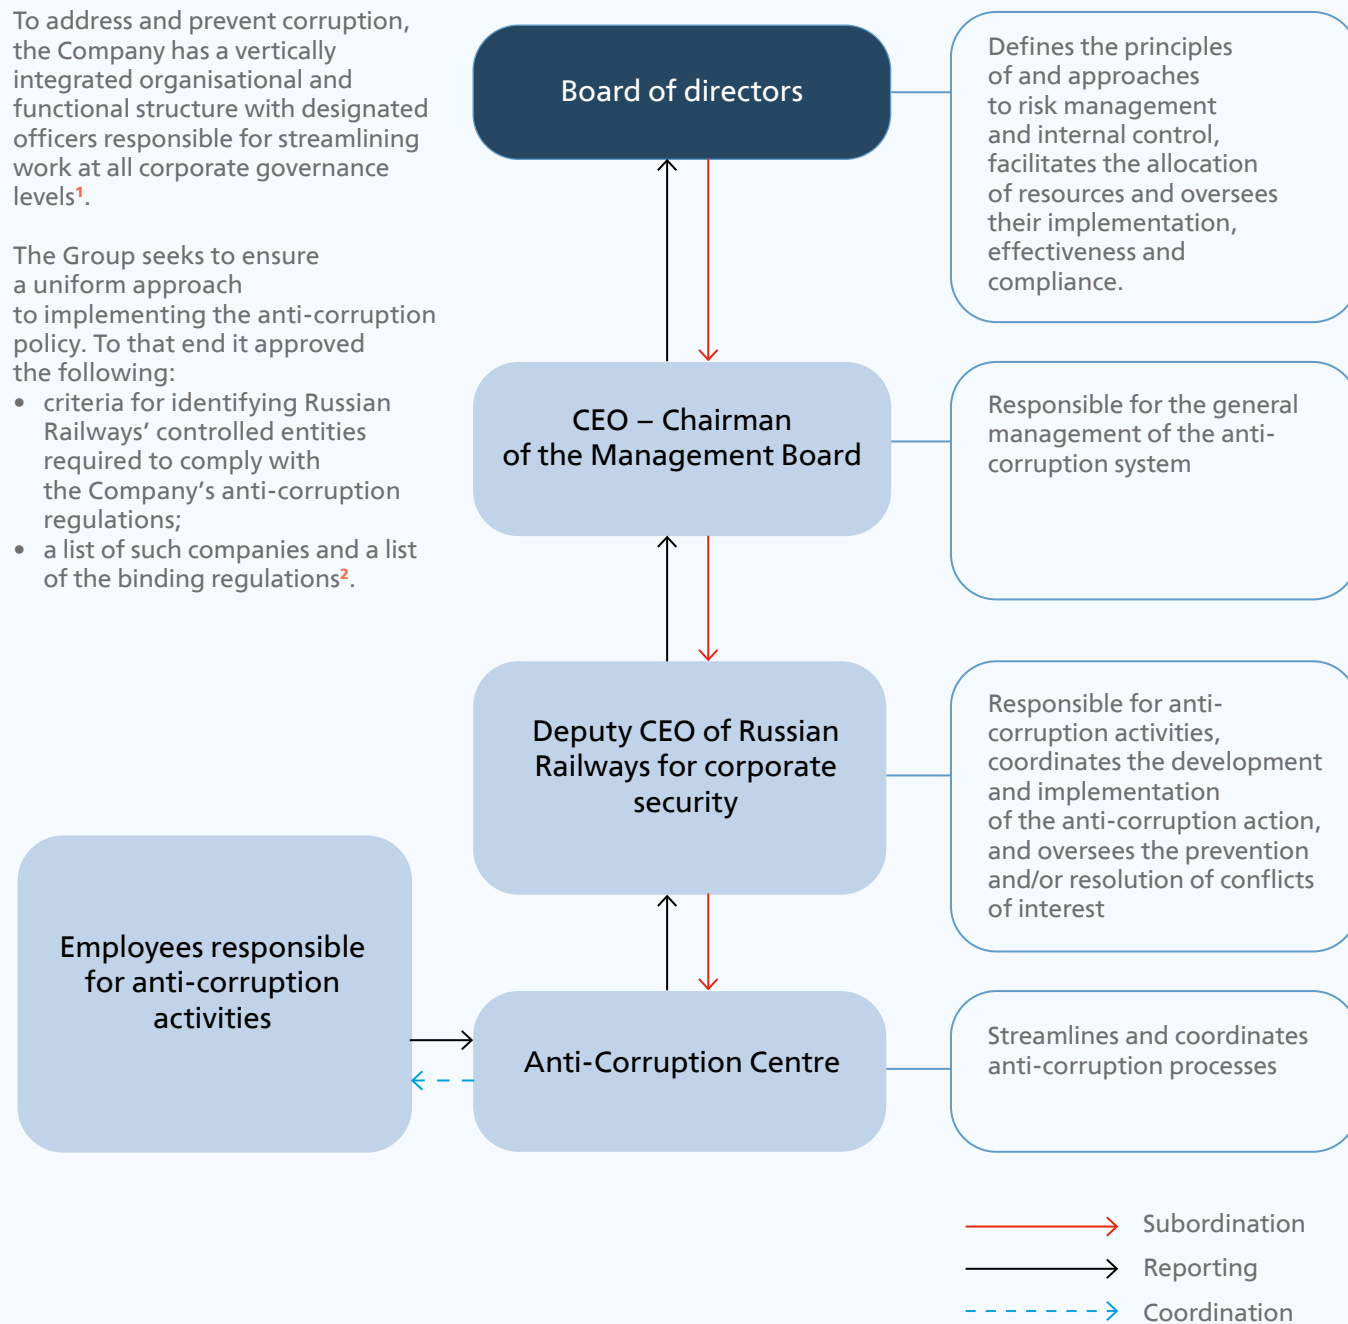 To address and prevent corruption,
the Company has a vertically
integrated organisational and
functional structure with designated
officers responsible for streamlining
work at all corporate governance
levels¹.
The Group seeks to ensure
a uniform approach
to implementing the anti-corruption
policy. To that end it approved
the following:
• criteria for identifying Russian
Railways’ controlled entities
required to comply with
the Company’s anti-corruption
regulations;
• a list of such companies and a list
of the binding regulations².
Board of directors
Defines the principles
of and approaches
to risk management
and internal control,
facilitates the allocation
of resources and oversees
their implementation,
effectiveness and
compliance.
CEO – Chairman
of the Management Board
Responsible for the general
management of the anti-
corruption system
Deputy CEO of Russian
Railways for corporate
security
Responsible for anti-
corruption activities,
coordinates the development
and implementation
of the anti-corruption action,
and oversees the prevention
and/or resolution of conflicts
of interest
Employees responsible
for anti-corruption
activities
Anti-Corruption Centre
Streamlines and coordinates
anti-corruption processes
Subordination
Reporting
Coordination